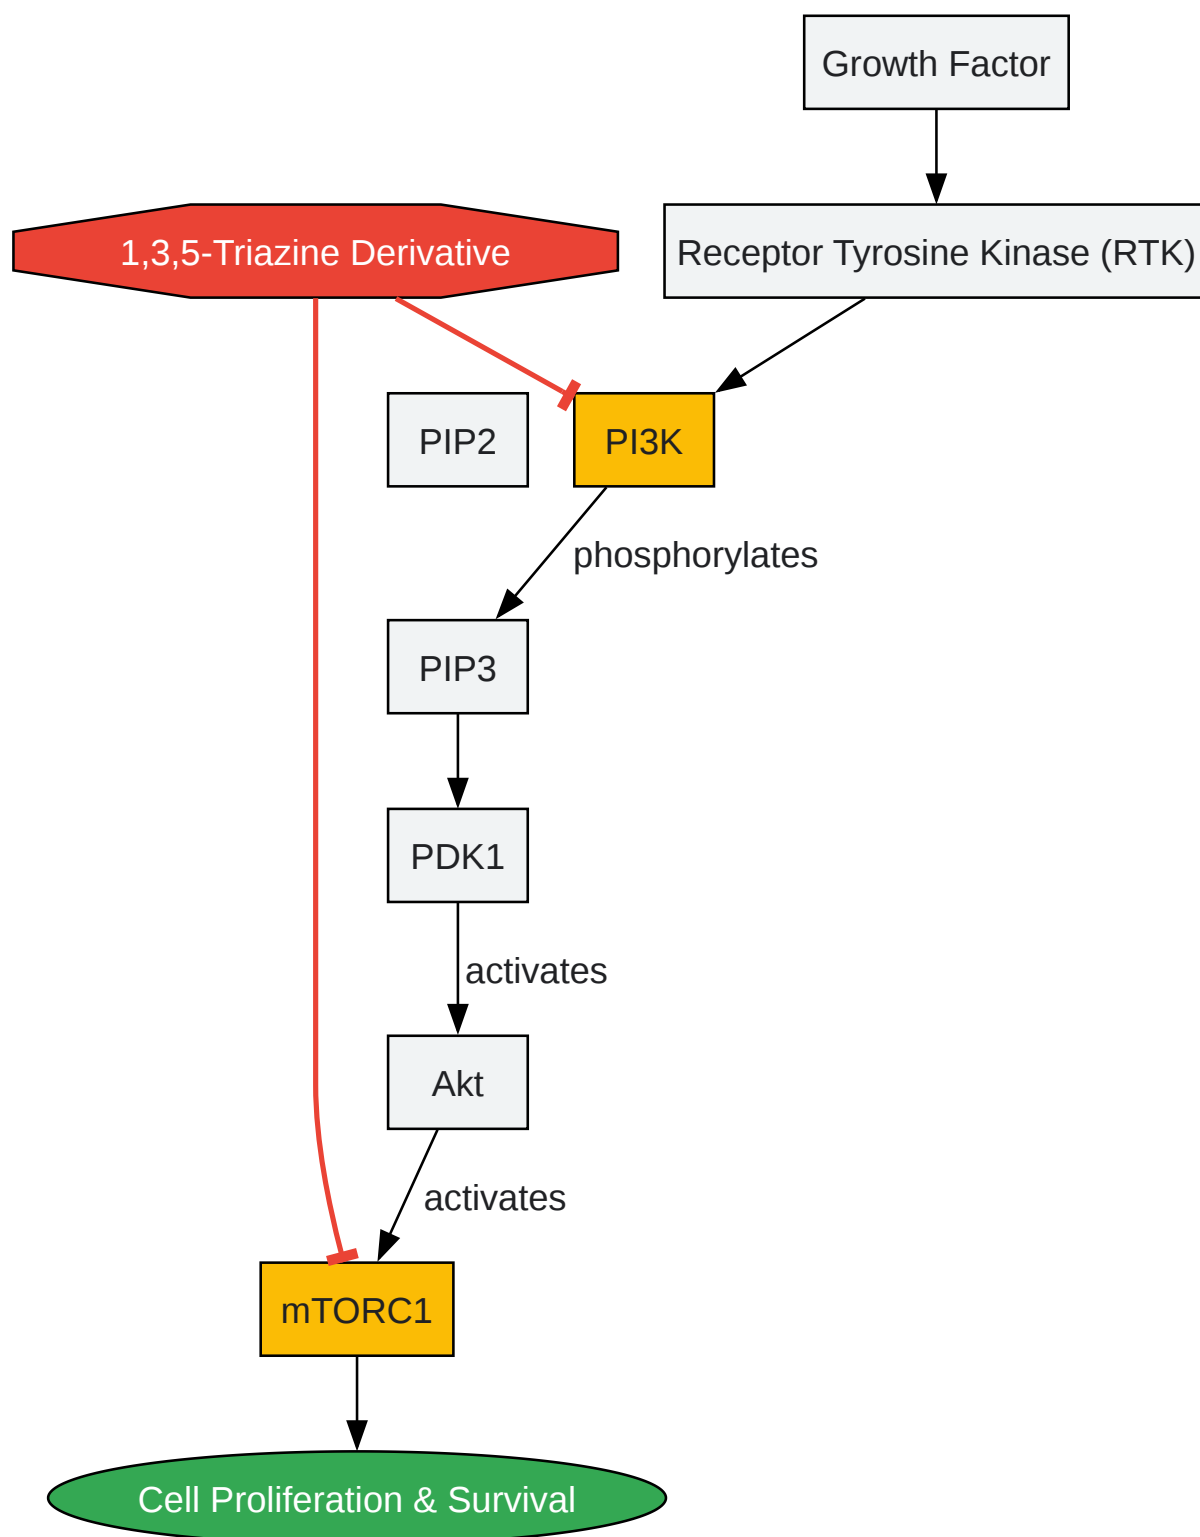 Growth Factor
1,3,5-Triazine Derivative
Receptor Tyrosine Kinase (RTK)
PIP2
PI3K
phosphorylates
PIP3
PDK1
activates
Akt
activates
mTORC1
Cell Proliferation & Survival